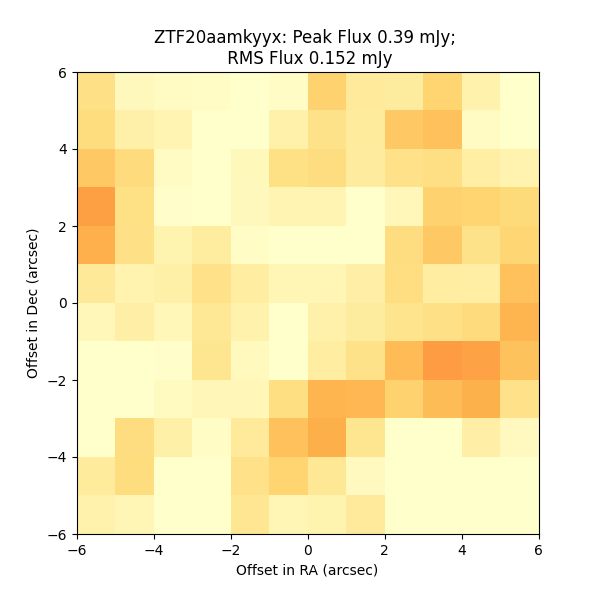 ZTF20aamkyyx: Peak Flux 0.39 mJy;
RMS Flux 0.152 mJy
6
4
2
0
−2
−4
−6
Offset in Dec (arcsec)
−6 −4 −2 0 2 4 6
Offset in RA (arcsec)